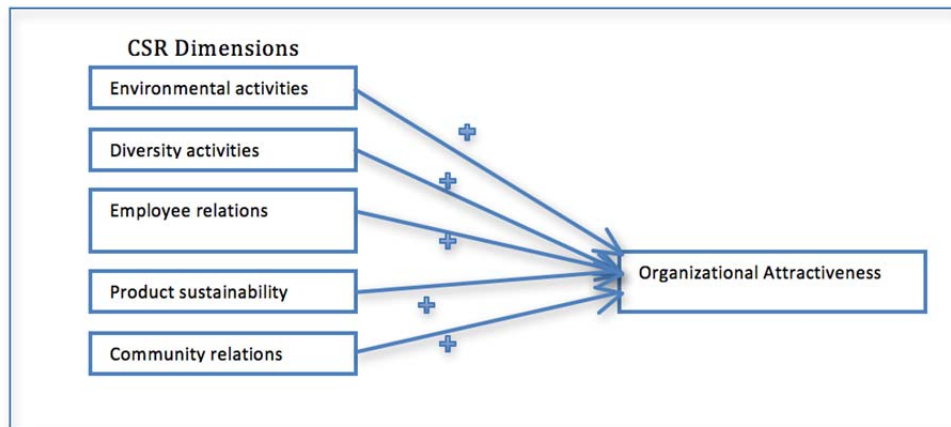 CSR Dimensions
Environmental activities
Diversity activities
Employee relations
Product sustainability
Community relations
Organizational Attractiveness